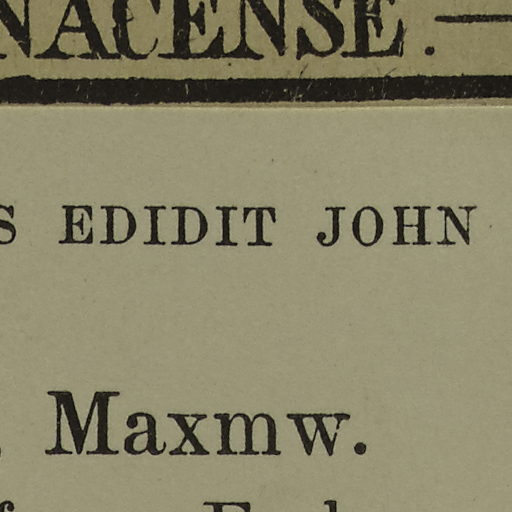 NACENSE.—
S EDIDIT JOHN
Maxmw.